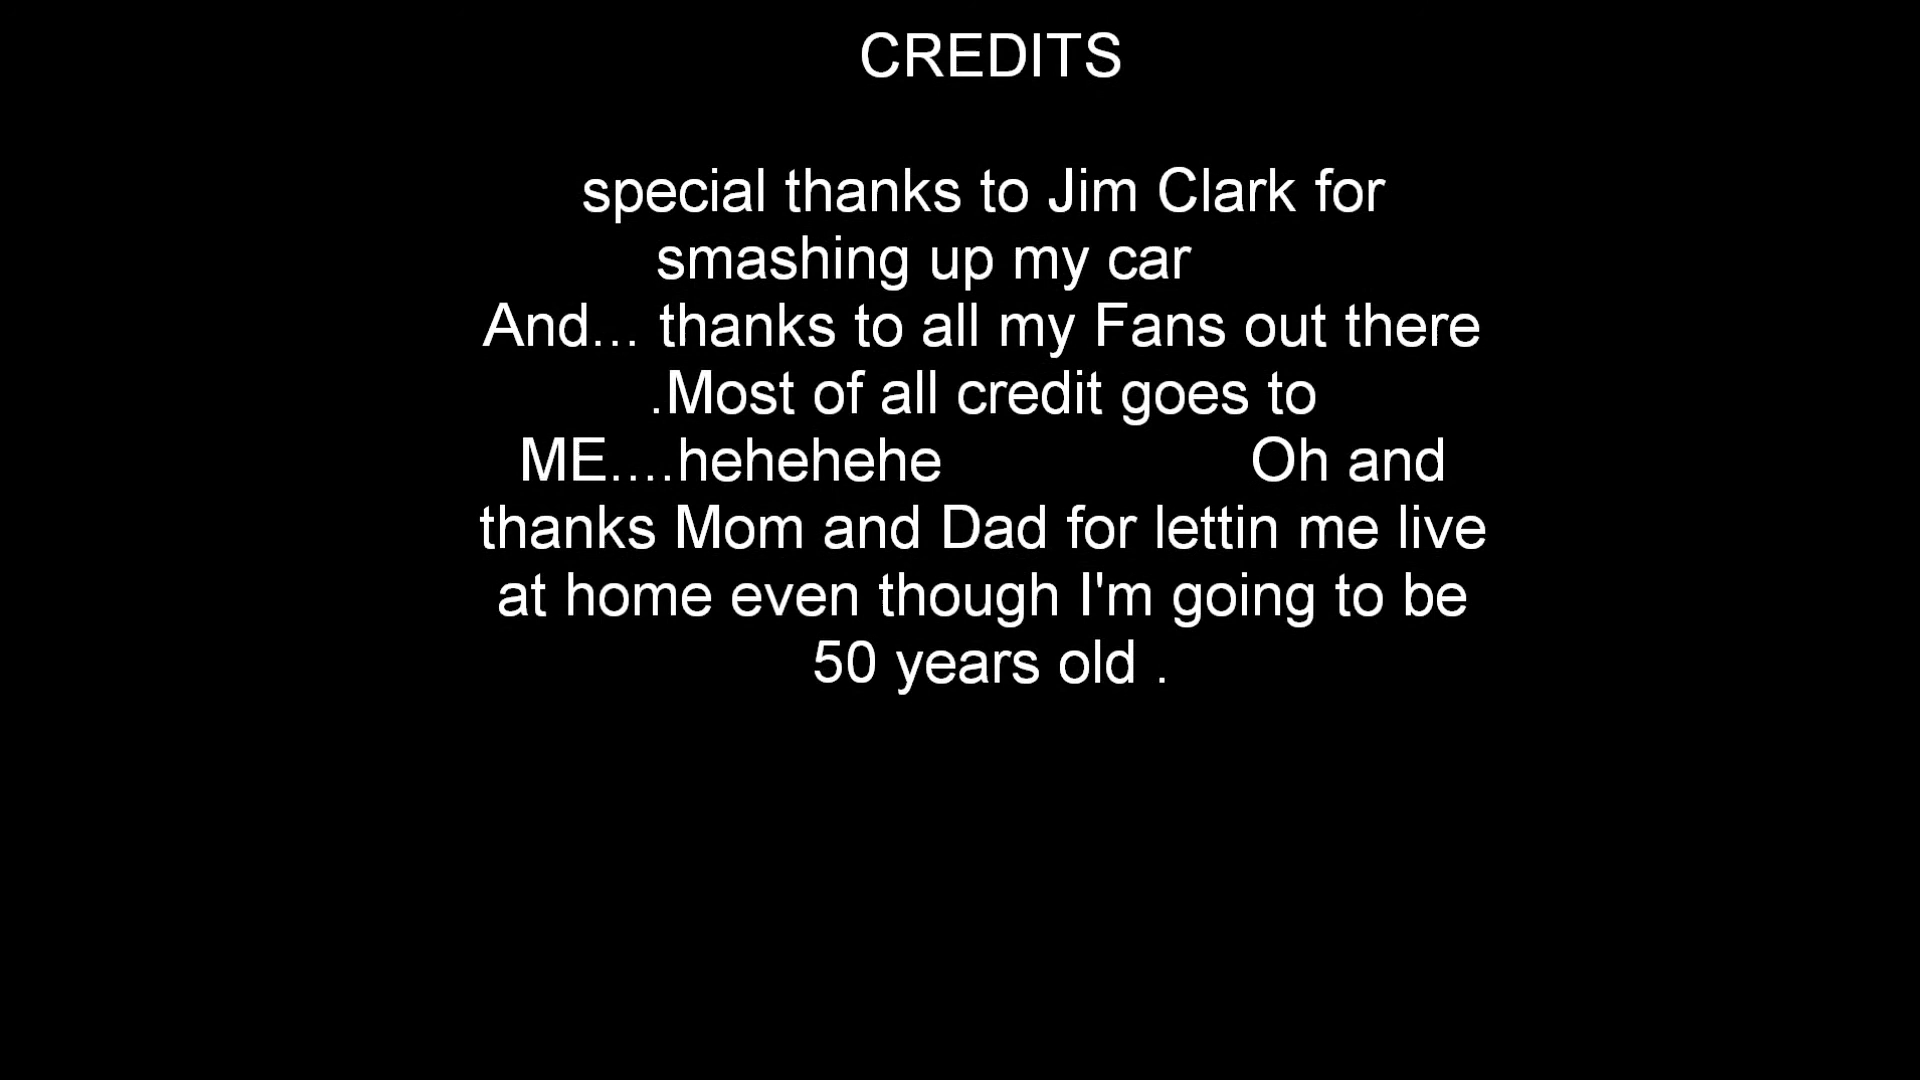 CREDITS
special thanks to Jim Clark for
smashing up my car
And... thanks to all my Fans out there
.Most of all credit goes to
ME....hehehehe Oh and
thanks Mom and Dad for lettin me live
at home even though I'm going to be
50 years old .